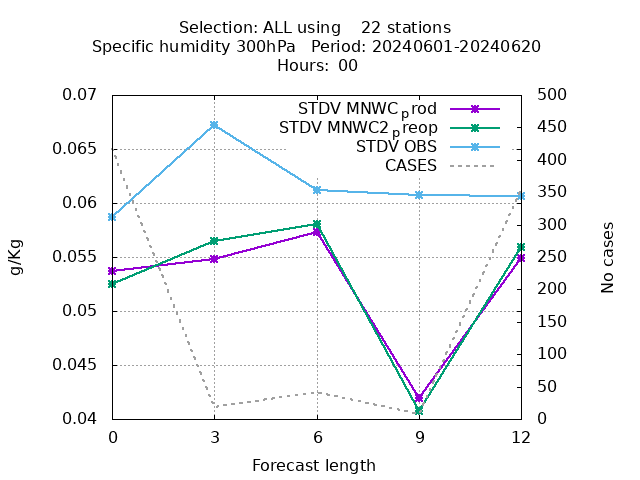 Selection: ALL using    22 stations
Specific humidity 300hPa   Period: 20240601-20240620
Hours:  00
STDV MNWCprod
STDV MNWC2preop
STDV OBS
CASES
0.07
0.065
0.06
0.055
0.05
0.045
0.04
g/Kg
500
450
400
350
300
250
200
150
100
50
0
No cases
0 3 6 9 12
Forecast length